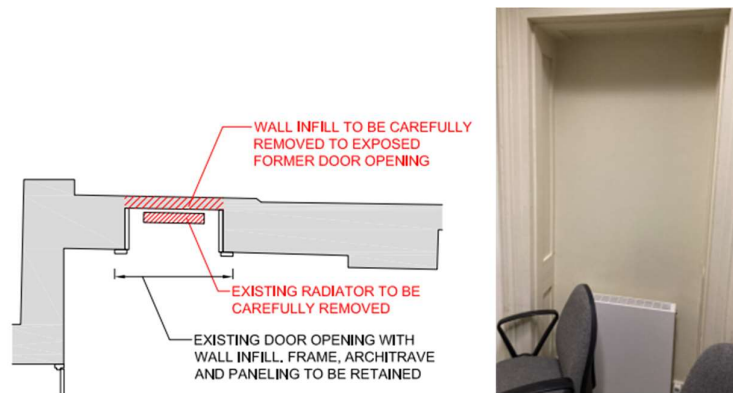 WALL INFILL TO BE CAREFULLY
REMOVED TO EXPOSED
FORMER DOOR OPENING
EXISTING RADIATOR TO BE
CAREFULLY REMOVED
EXISTING DOOR OPENING WITH
WALL INFILL. FRAME, ARCHITRAVE
AND PANELING TO BE RETAINED